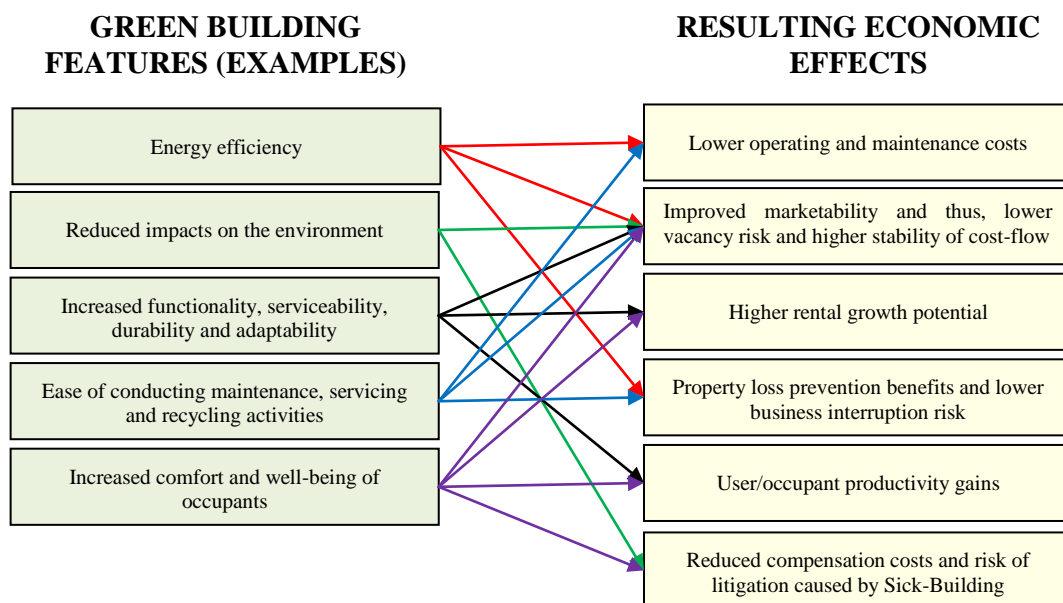 GREEN BUILDING
FEATURES (EXAMPLES)
Energy efficiency
Reduced impacts on the environment
Increased functionality, serviceability,
durability and adaptability
Ease of conducting maintenance, servicing
and recycling activities
Increased comfort and well-being of
occupants
RESULTING ECONOMIC
EFFECTS
Lower operating and maintenance costs
Improved marketability and thus, lower
vacancy risk and higher stability of cost-flow
Higher rental growth potential
Property loss prevention benefits and lower
business interruption risk
User/occupant productivity gains
Reduced compensation costs and risk of
litigation caused by Sick-Building